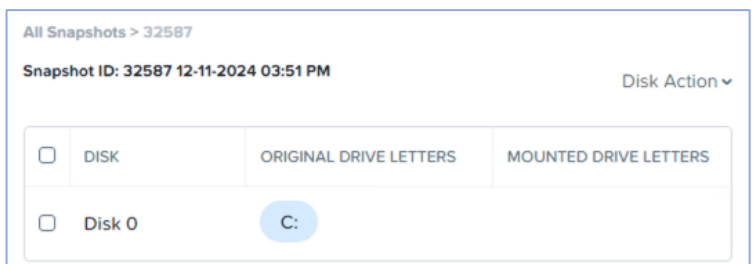 All Snapshots > 32587
Snapshot ID: 32587 12-11-2024 03:51 PM
Disk Action
DISK ORIGINAL DRIVE LETTERS MOUNTED DRIVE LETTERS
Disk 0 C: